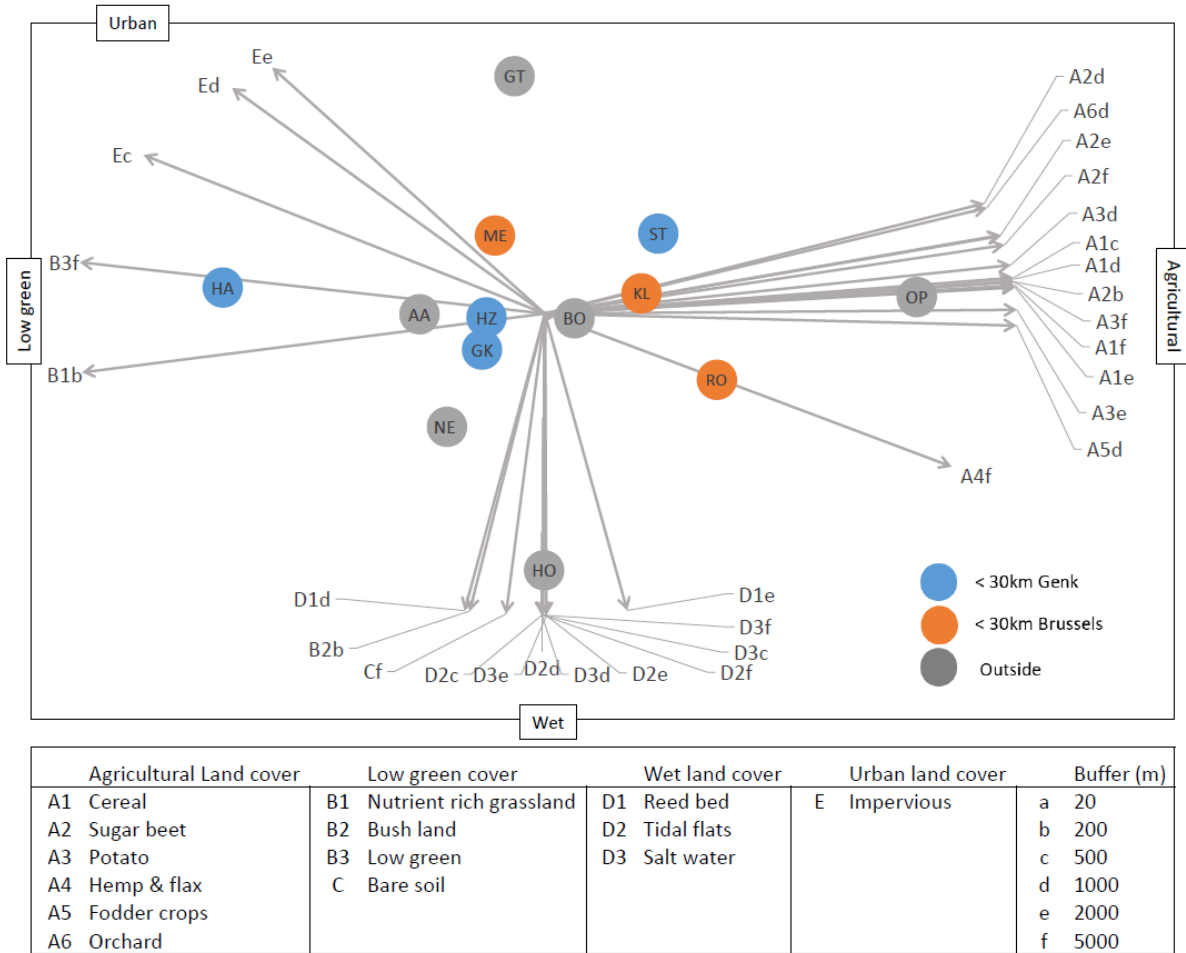 Urban
Ee
GT
Ed
A2d
A6d
A2e
Ec
A2f
A3d
ME
ST
A1c
B3f
A1d
HA
KL
OP
A2b
Low green
Agricultural
AA
HZ
BO
A3f
GK
A1f
B1b
RO
A1e
A3e
NE
A5d
A4f
HO
< 30km Genk
D1d
D1e
< 30km Brussels
D3f
B2b
D3c
Cf
D2c
D3e
D2d
D3d
D2e
D2f
Outside
Wet
Agricultural Land cover Low green cover Wet land cover Urban land cover Buffer (m)
A1 Cereal B1 Nutrient rich grassland D1 Reed bed E Impervious a 20
A2 Sugar beet B2 Bush land D2 Tidal flats b 200
A3 Potato B3 Low green D3 Salt water c 500
A4 Hemp & flax C Bare soil d 1000
A5 Fodder crops e 2000
A6 Orchard f 5000